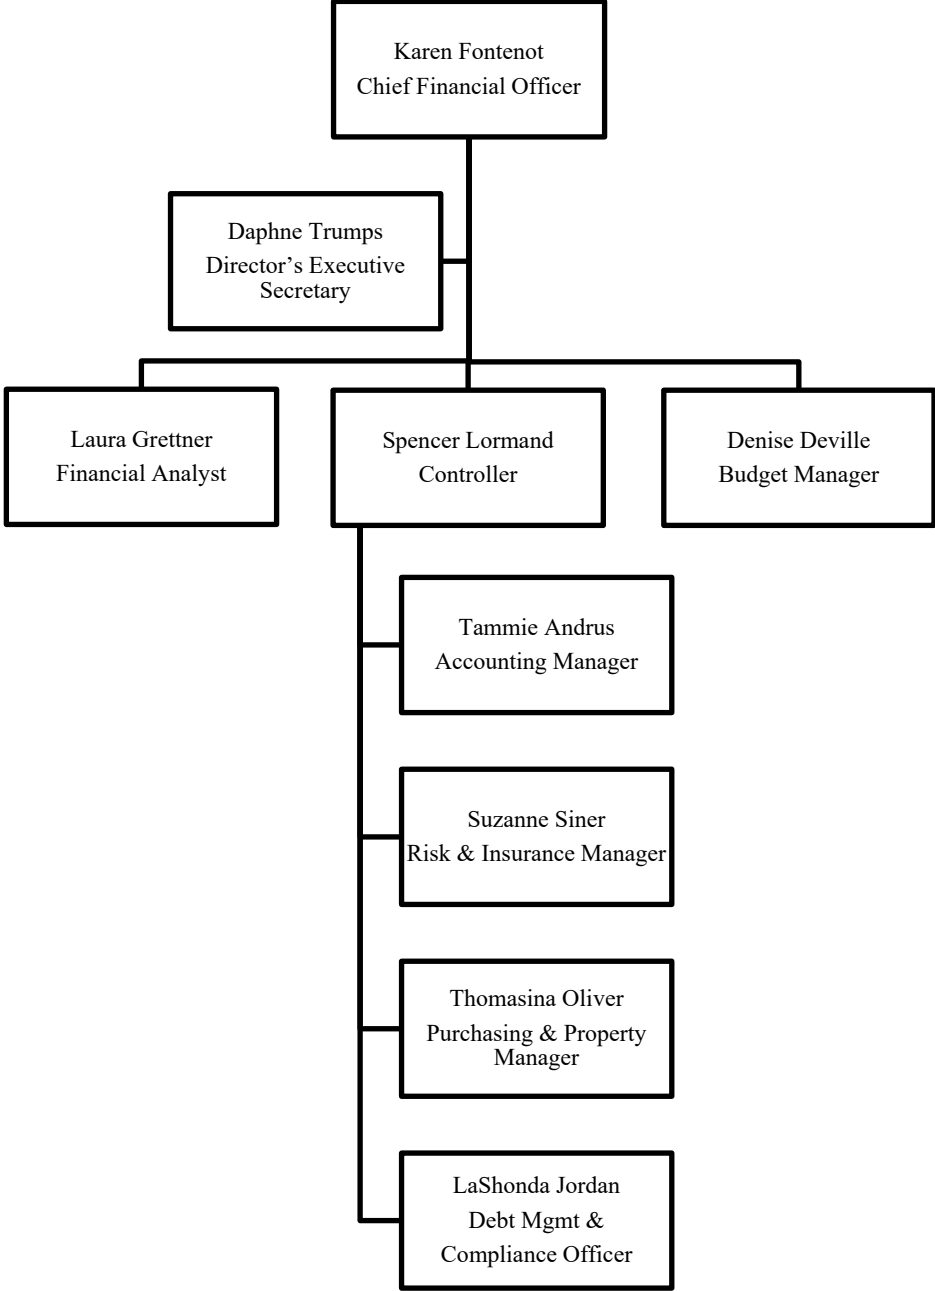 Karen Fontenot
Chief Financial Officer
Daphne Trumps
Director’s Executive
Secretary
Laura Grettner
Financial Analyst
Spencer Lormand
Controller
Denise Deville
Budget Manager
Tammie Andrus
Accounting Manager
Suzanne Siner
Risk & Insurance Manager
Thomasina Oliver
Purchasing & Property
Manager
LaShonda Jordan
Debt Mgmt &
Compliance Officer